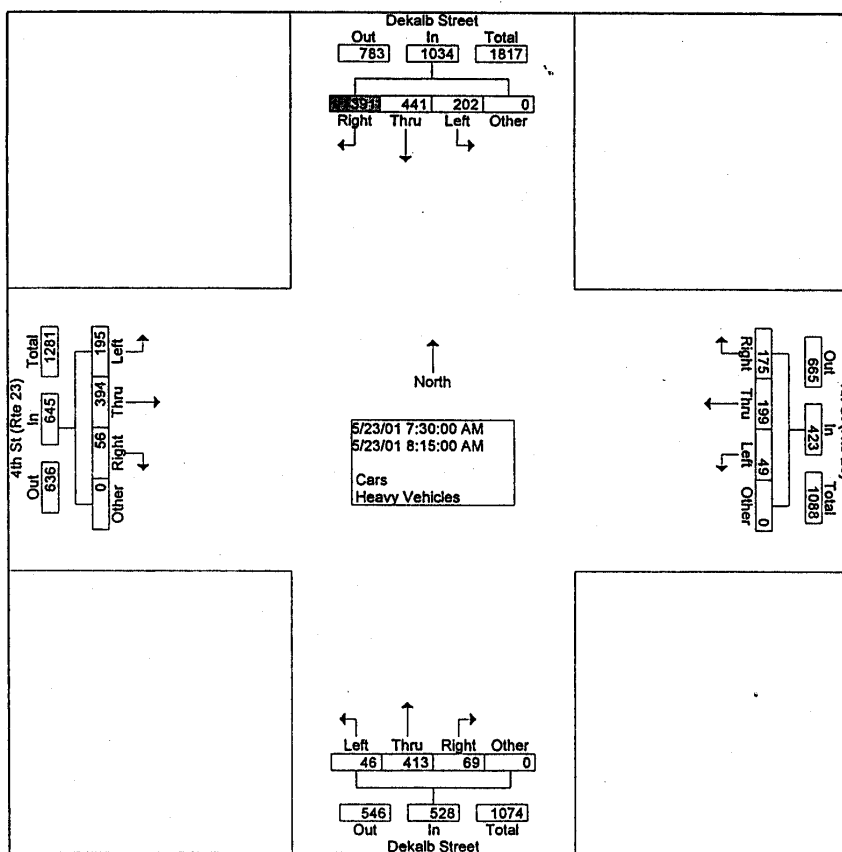 Dekalb Street
Out In Total
783 1034 1817
391 441 202 0
Right Thru Left Other
4th St (Rte 23)
Total In Out
1281 645 636
195 394 56 0
Left Thru Right Other
North
5/23/01 7:30:00 AM
5/23/01 8:15:00 AM
Cars
Heavy Vehicles
Right Thru Left Other
175 199 49 0
Out In Total
665 423 1088
Left Thru Right Other
46 413 69 0
546 528 1074
Out In Total
Dekalb Street